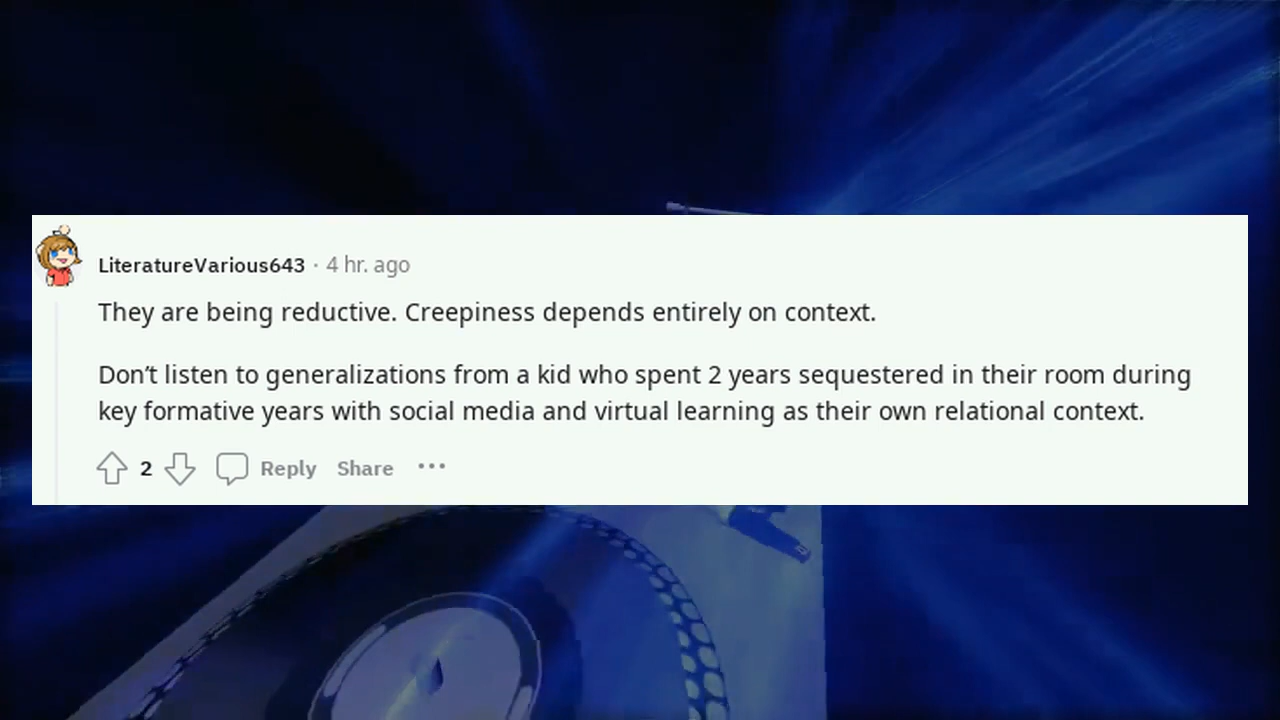 LiteratureVarious643 · 4 hr. ago
They are being reductive. Creepiness depends entirely on context.
Don’t listen to generalizations from a kid who spent 2 years sequestered in their room during
key formative years with social media and virtual learning as their own relational context.
2 Reply Share ···